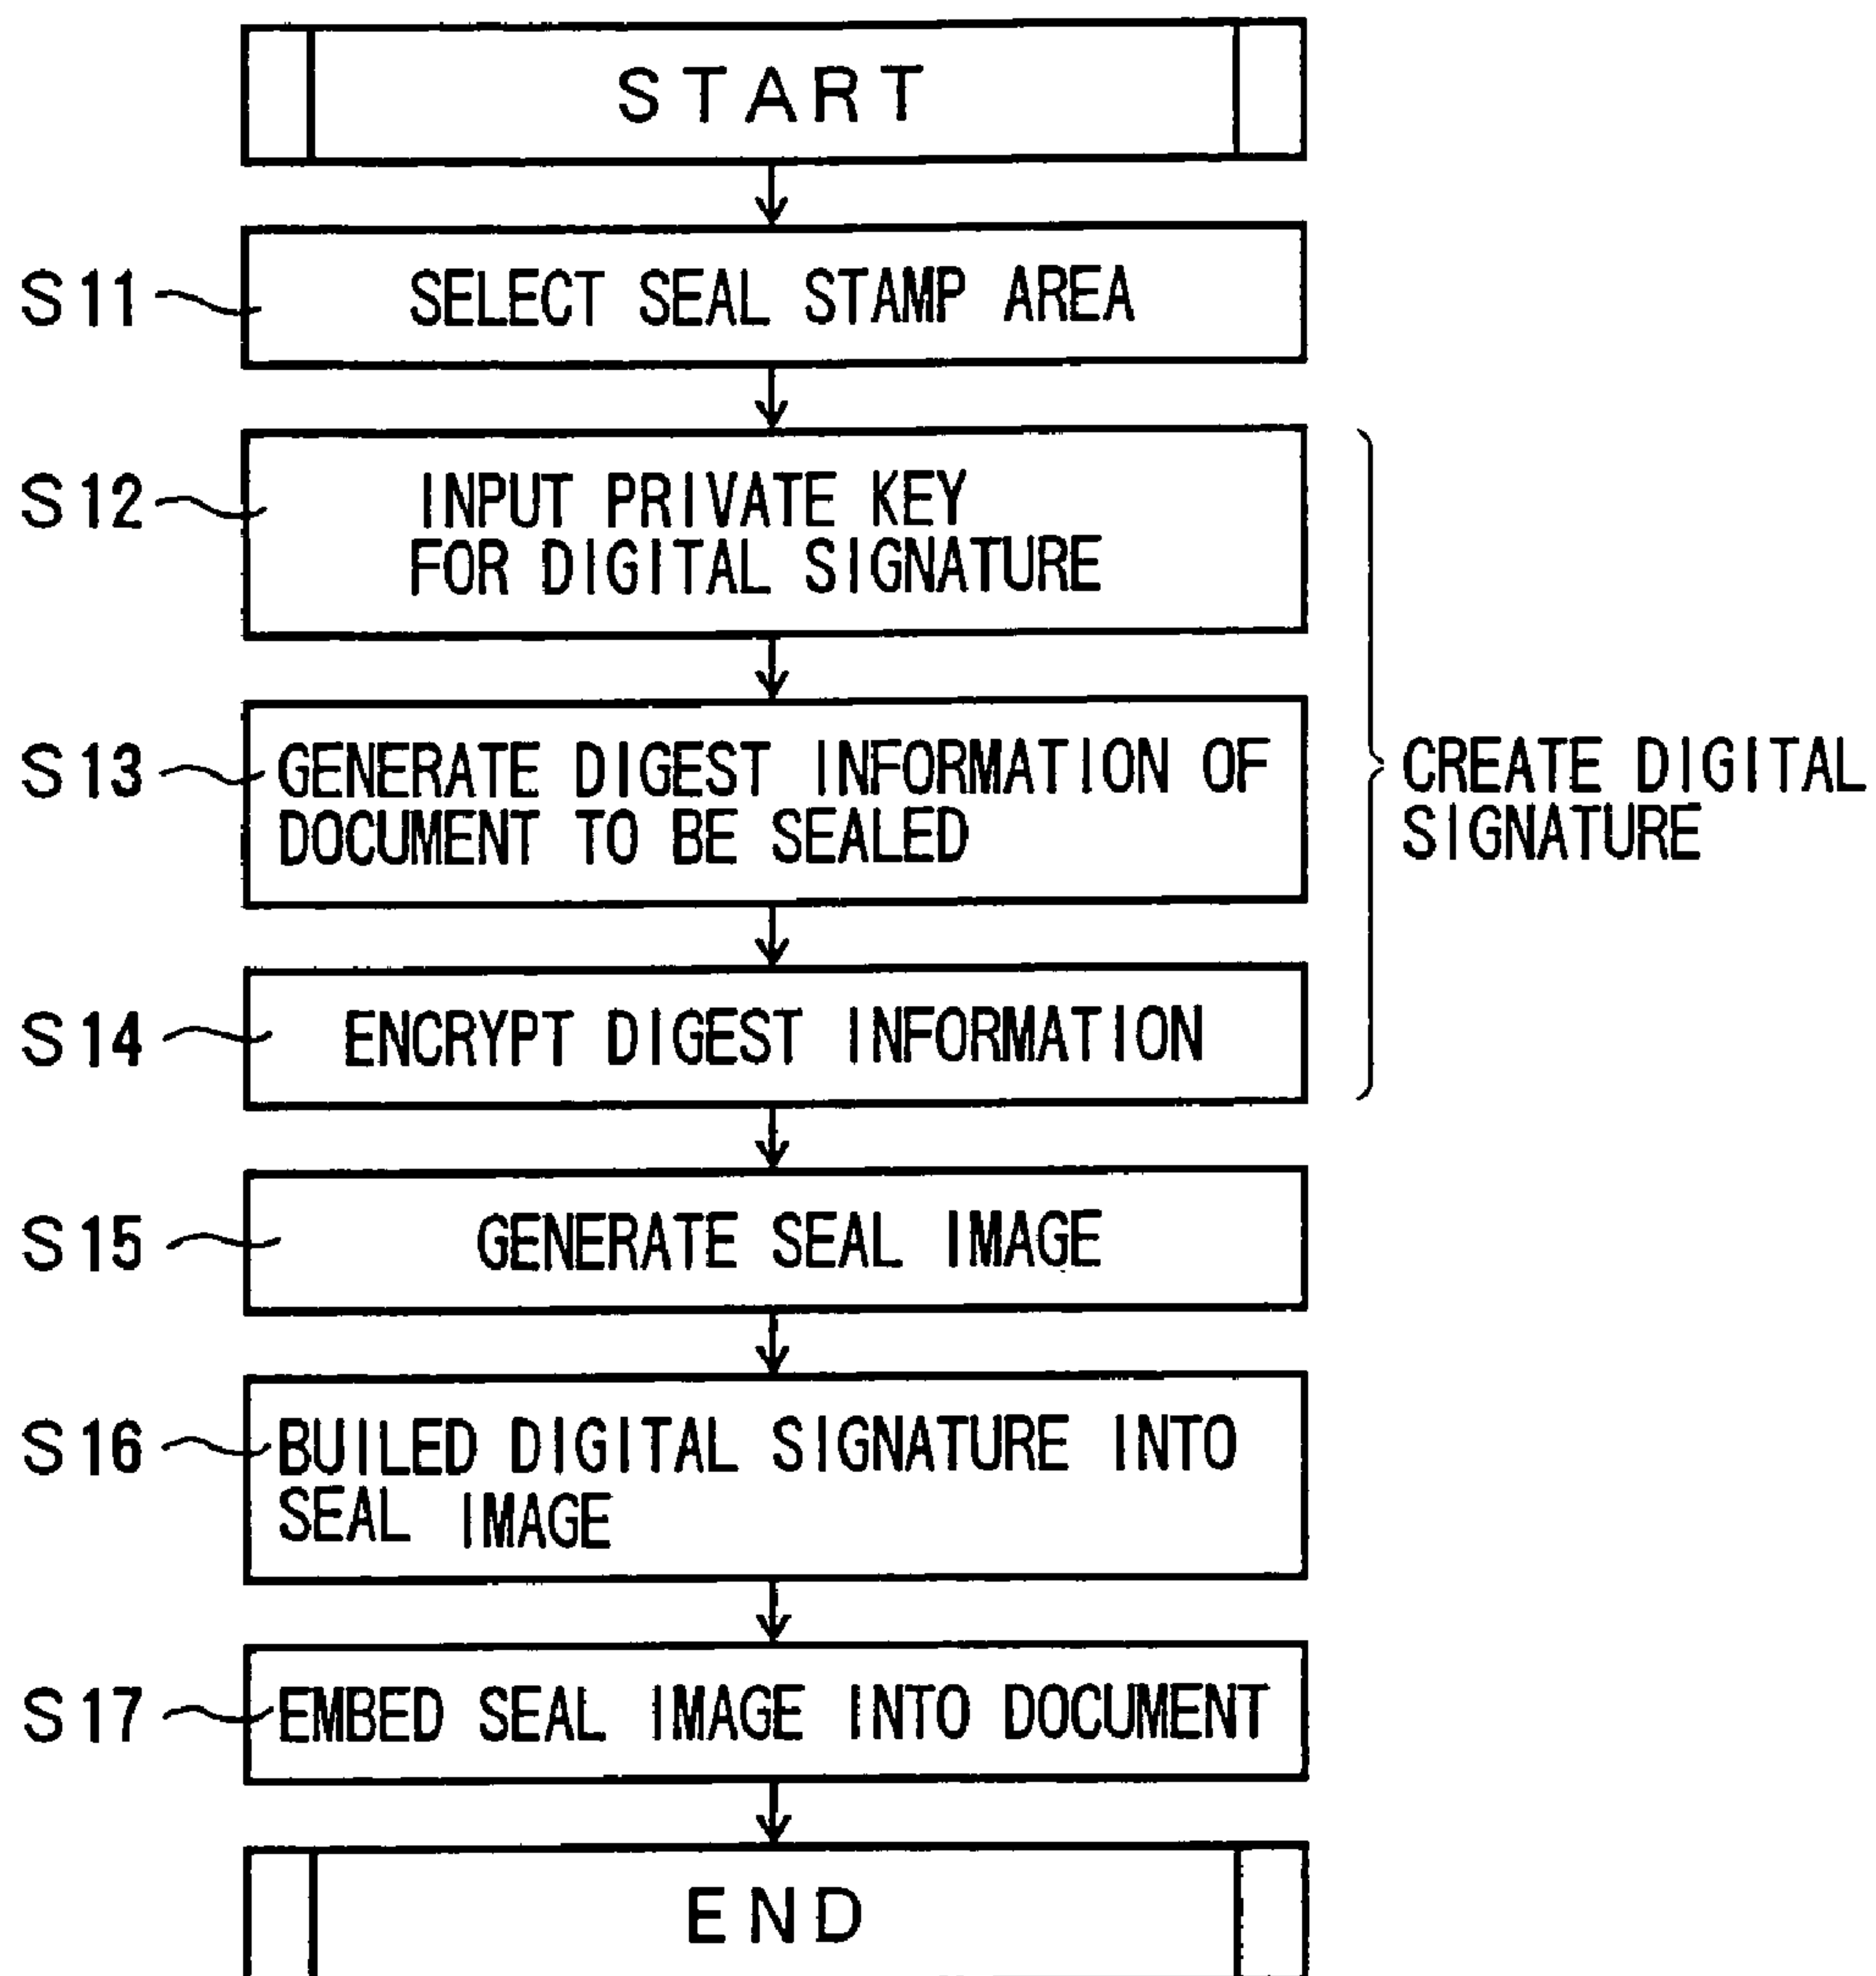 START
S11
SELECT SEAL STAMP AREA
S12
INPUT PRIVATE KEY
FOR DIGITAL SIGNATURE
S13
GENERATE DIGEST INFORMATION OF
DOCUMENT TO BE SEALED
CREATE DIGITAL
SIGNATURE
S14
ENCRYPT DIGEST INFORMATION
S15
GENERATE SEAL IMAGE
S16
BUILED DIGITAL SIGNATURE INTO
SEAL IMAGE
S17
EMBED SEAL IMAGE INTO DOCUMENT
END